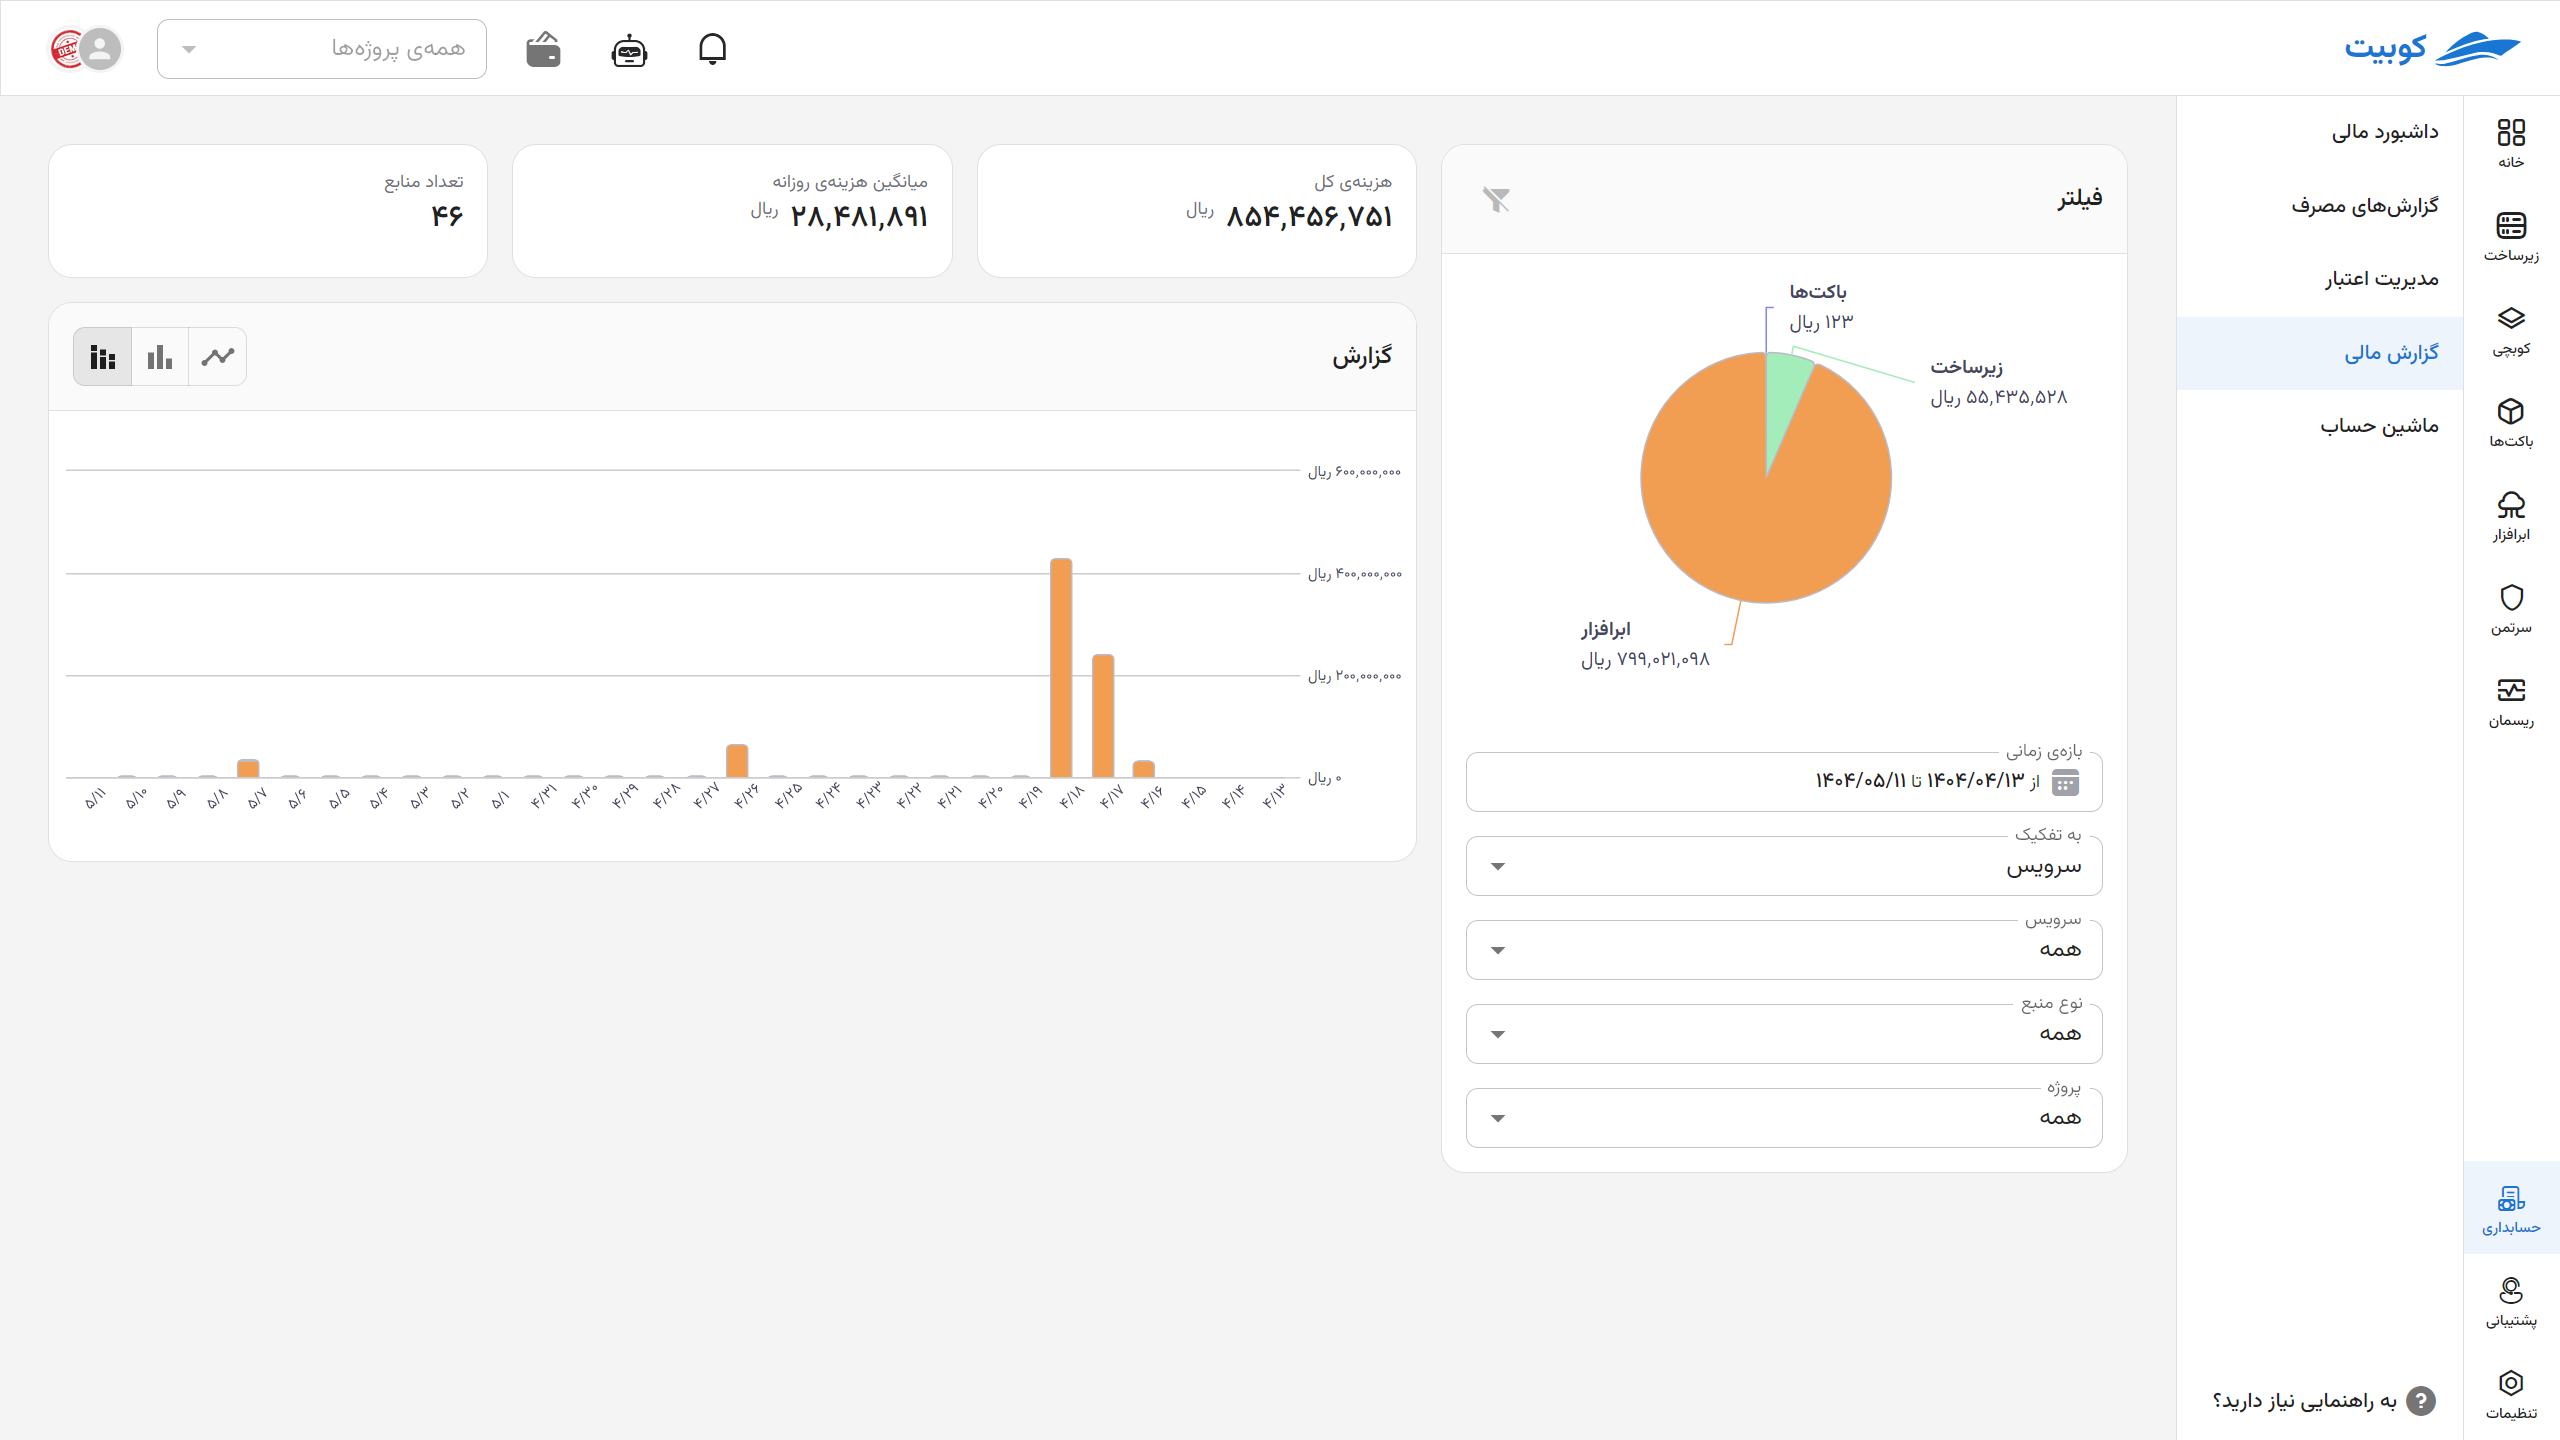 کوبیت
همه‌ی پروژه‌ها
DEM
خانه
زیرساخت
کوبچی
باکت‌ها
ابرافزار
سرتمن
ریسمان
حسابداری
پشتیبانی
تنظیمات
داشبورد مالی
گزارش‌های مصرف
مدیریت اعتبار
گزارش مالی
ماشین حساب
به راهنمایی نیاز دارید؟
فیلتر
باکت‌ها
۱۲۳ ریال
زیرساخت
۵۵,۴۳۵,۵۲۸ ریال
ابرافزار
۷۹۹,۰۲۱,۰۹۸ ریال
بازه‌ی زمانی
از ۱۴۰۴/۰۴/۱۳ تا ۱۴۰۴/۰۵/۱۱
به تفکیک
سرویس
سرویس
همه
نوع منبع
همه
پروژه
همه
هزینه‌ی کل
۸۵۴,۴۵۶,۷۵۱ ریال
میانگین هزینه‌ی روزانه
۲۸,۴۸۱,۸۹۱ ریال
تعداد منابع
۴۶
گزارش
۶۰۰,۰۰۰,۰۰۰ ریال
۴۰۰,۰۰۰,۰۰۰ ریال
۲۰۰,۰۰۰,۰۰۰ ریال
۰ ریال
۴/۱۳
۴/۱۴
۴/۱۵
۴/۱۶
۴/۱۷
۴/۱۸
۴/۱۹
۴/۲۰
۴/۲۱
۴/۲۲
۴/۲۳
۴/۲۴
۴/۲۵
۴/۲۶
۴/۲۷
۴/۲۸
۴/۲۹
۴/۳۰
۴/۳۱
۵/۱
۵/۲
۵/۳
۵/۴
۵/۵
۵/۶
۵/۷
۵/۸
۵/۹
۵/۱۰
۵/۱۱